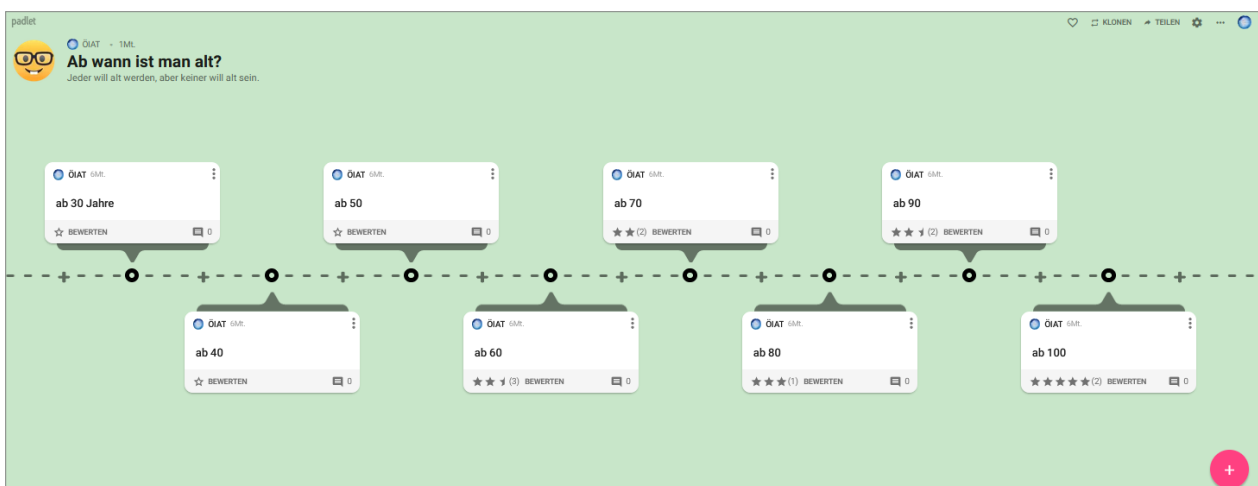 padlet
KLONEN TEILEN
ÖIAT · 1Mt.
Ab wann ist man alt?
Jeder will alt werden, aber keiner will alt sein.
ÖIAT 6Mt.
ab 30 Jahre
BEWERTEN 0
ÖIAT 6Mt.
ab 50
BEWERTEN 0
ÖIAT 6Mt.
ab 70
(2) BEWERTEN 0
ÖIAT 6Mt.
ab 90
(2) BEWERTEN 0
ÖIAT 6Mt.
ab 40
BEWERTEN 0
ÖIAT 6Mt.
ab 60
(3) BEWERTEN 0
ÖIAT 6Mt.
ab 80
(1) BEWERTEN 0
ÖIAT 6Mt.
ab 100
(2) BEWERTEN 0